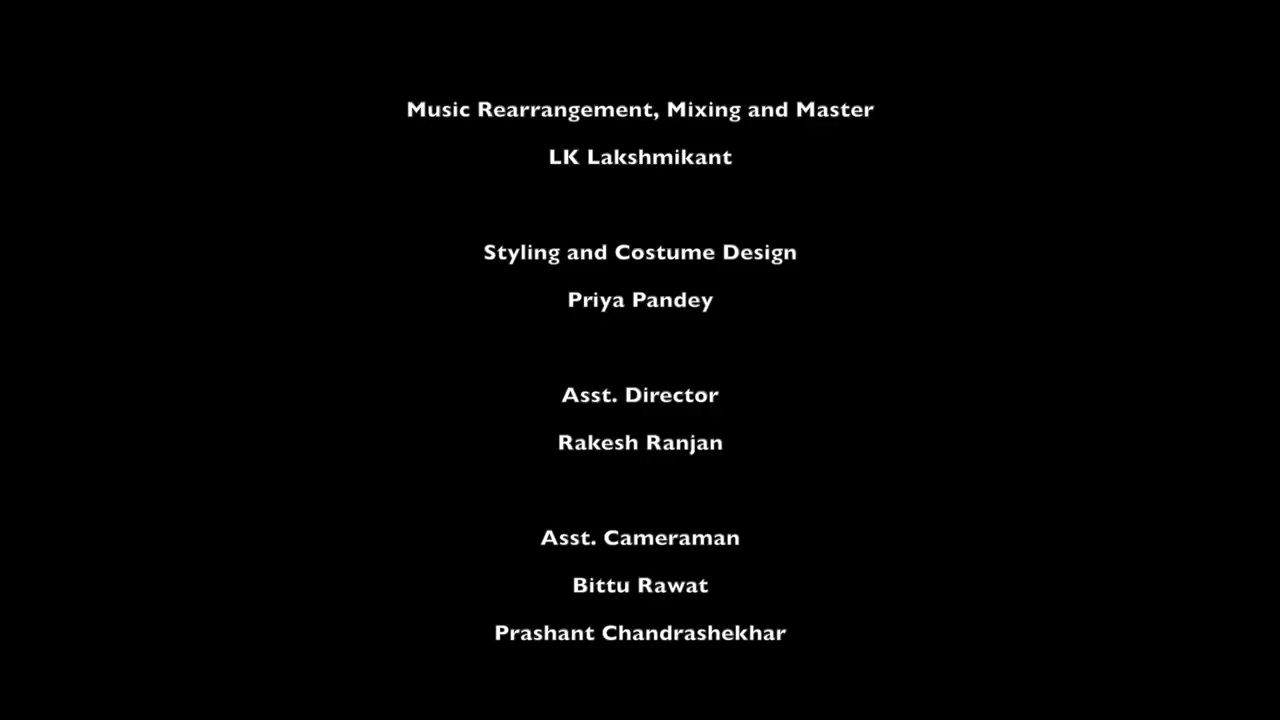 Music Rearrangement, Mixing and Master
LK Lakshmikant
Styling and Costume Design
Priya Pandey
Asst. Director
Rakesh Ranjan
Asst. Cameraman
Bittu Rawat
Prashant Chandrashekhar